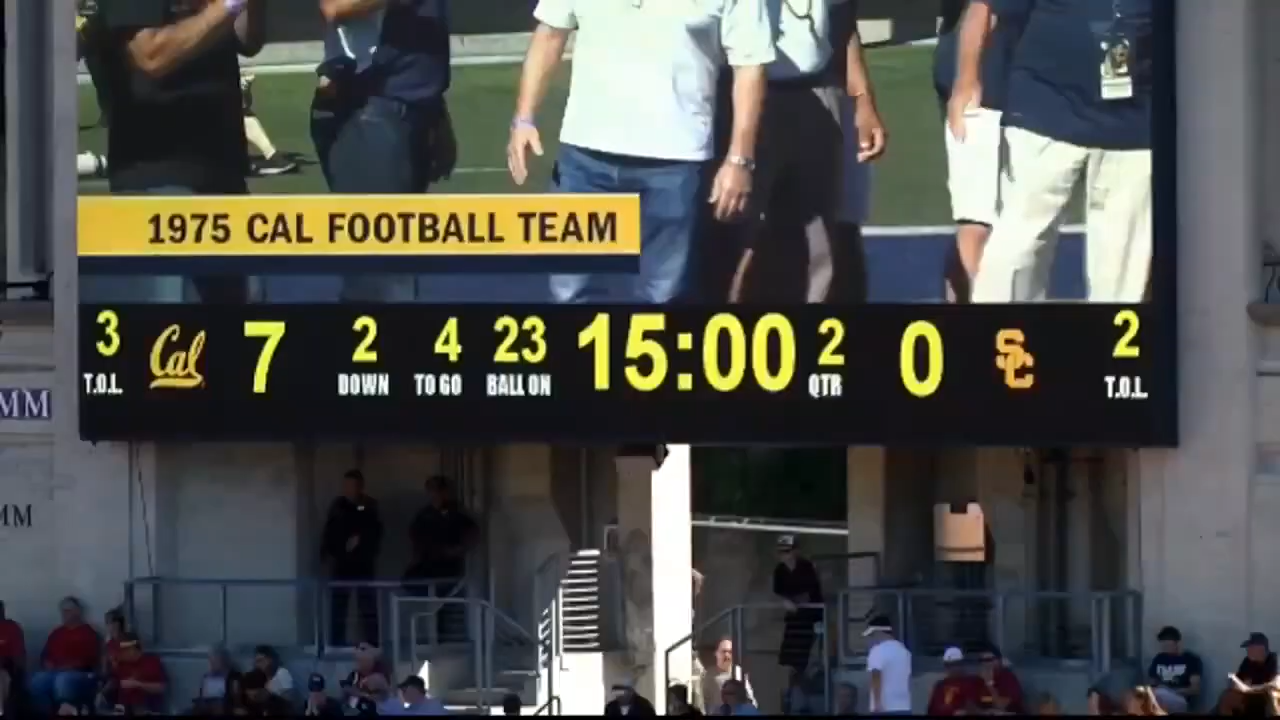 1975 CAL FOOTBALL TEAM
3 Cal 7 2 4 23 15:00 2 0 SC 2
T.O.L. DOWN TO GO BALL ON QTR T.O.L.
MM
MM